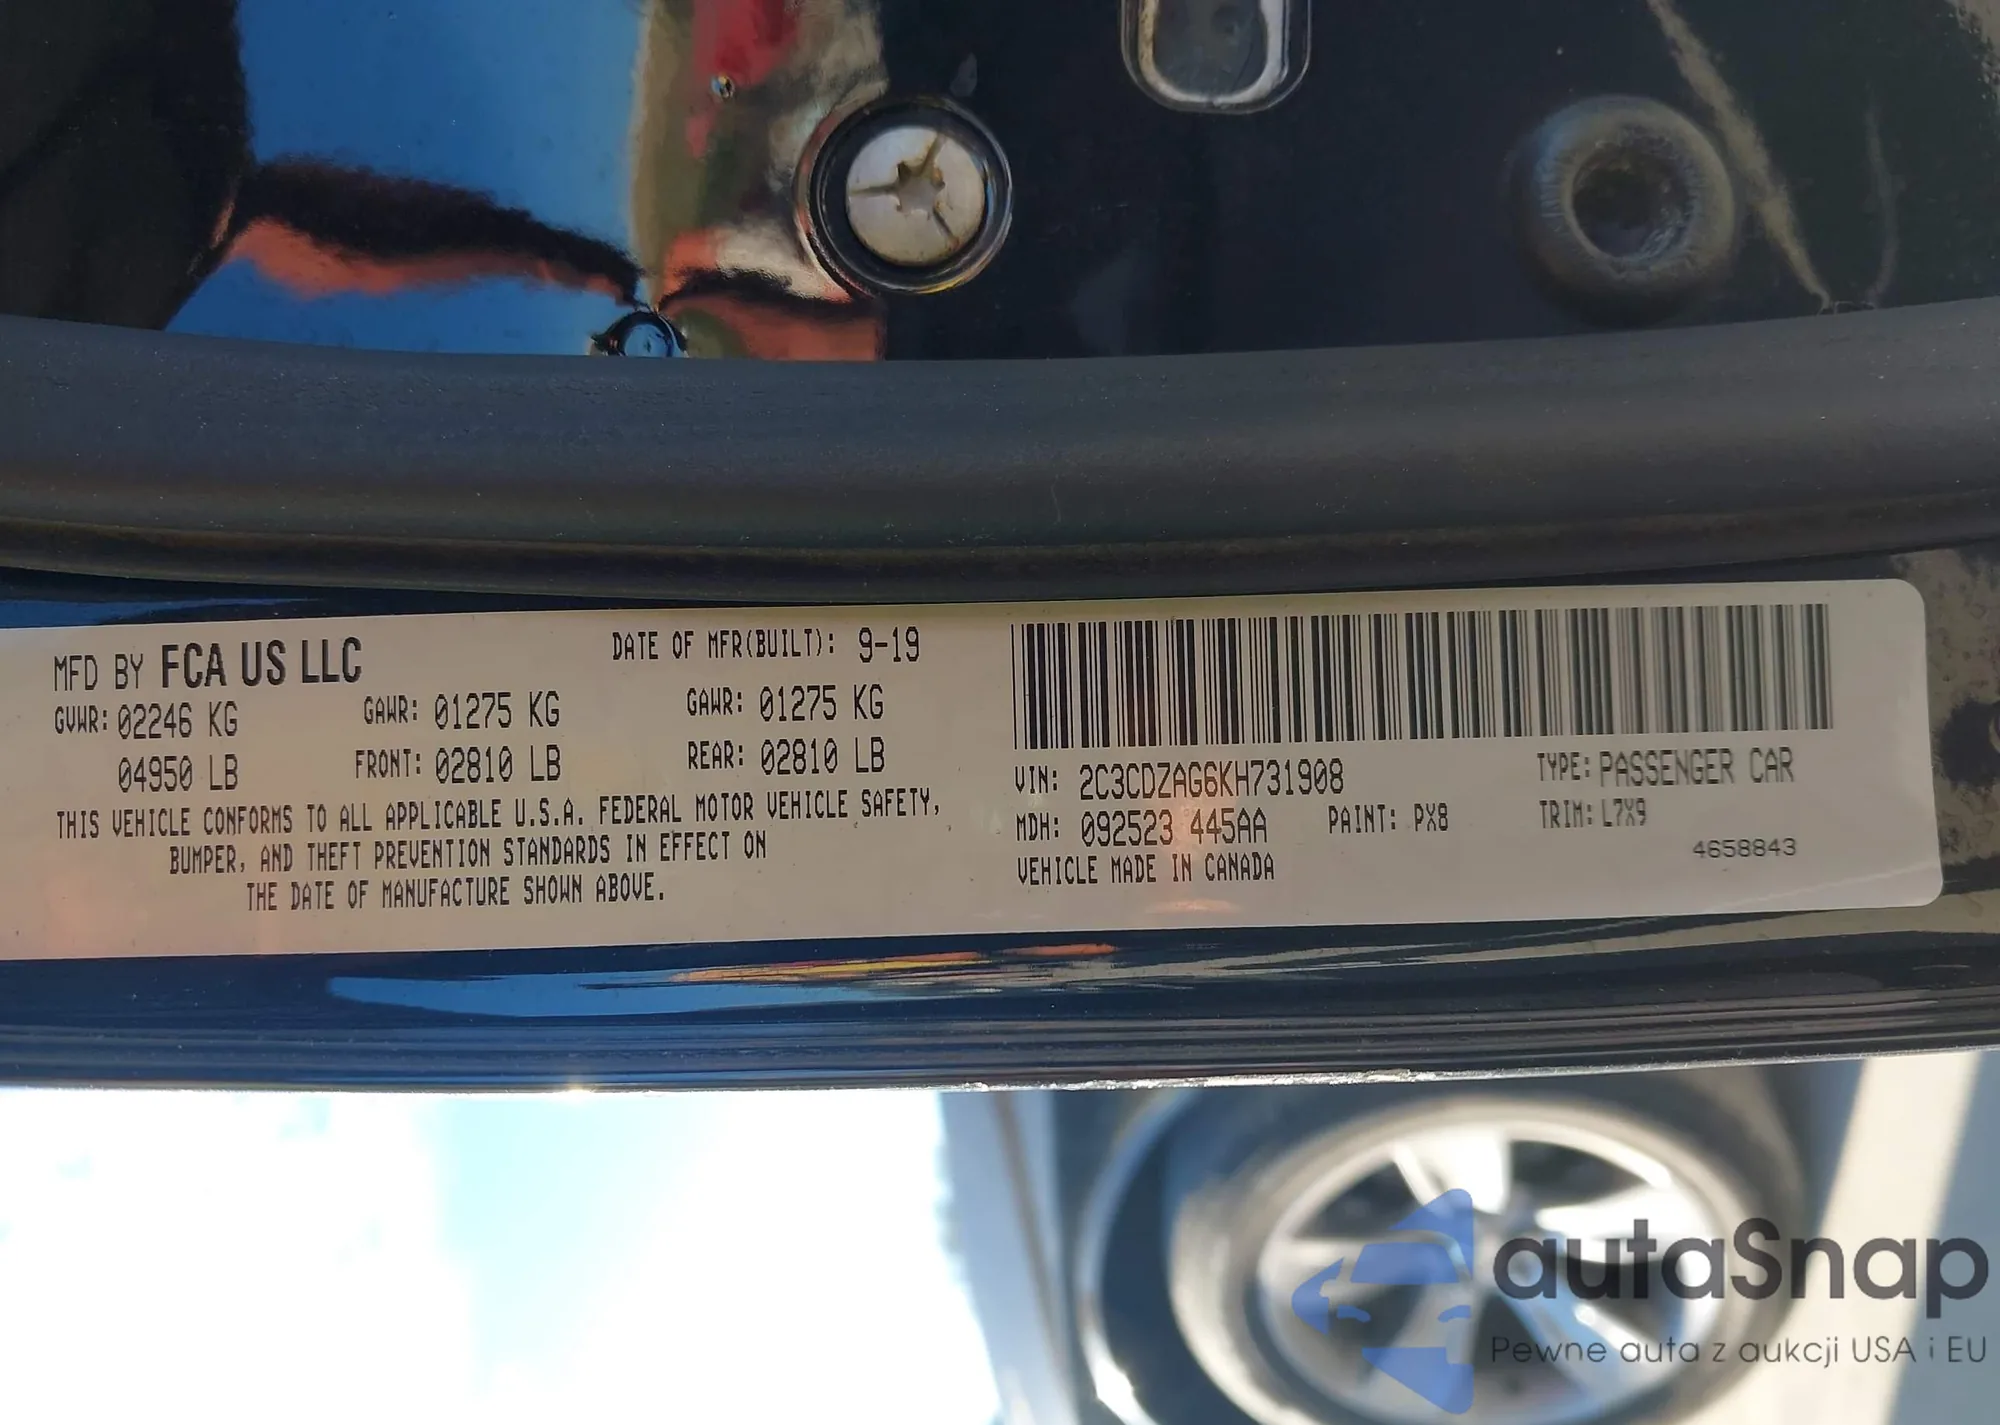 MFD BY FCA US LLC
DATE OF MFR(BUILT): 9-19
GVWR: 02246 KG
GAWR: 01275 KG
GAWR: 01275 KG
04950 LB
FRONT: 02810 LB
REAR: 02810 LB
THIS VEHICLE CONFORMS TO ALL APPLICABLE U.S.A. FEDERAL MOTOR VEHICLE SAFETY,
BUMPER, AND THEFT PREVENTION STANDARDS IN EFFECT ON
THE DATE OF MANUFACTURE SHOWN ABOVE.
VIN: 2C3CDZAG6KH731908
TYPE: PASSENGER CAR
MDH: 092523 445AA
PAINT: PX8
TRIM: L7X9
VEHICLE MADE IN CANADA
4658843
autaSnap
Pewne auta z aukcji USA i EU